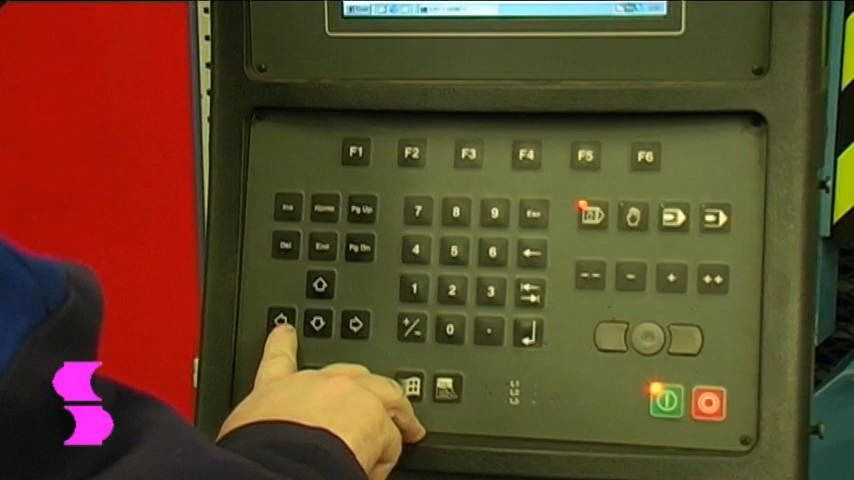 F1 F2 F3 F4 F5 F6
Ins Home Pg Up 7 8 9 Esc
Del End Pg Dn 4 5 6
1 2 3
+/- 0 .